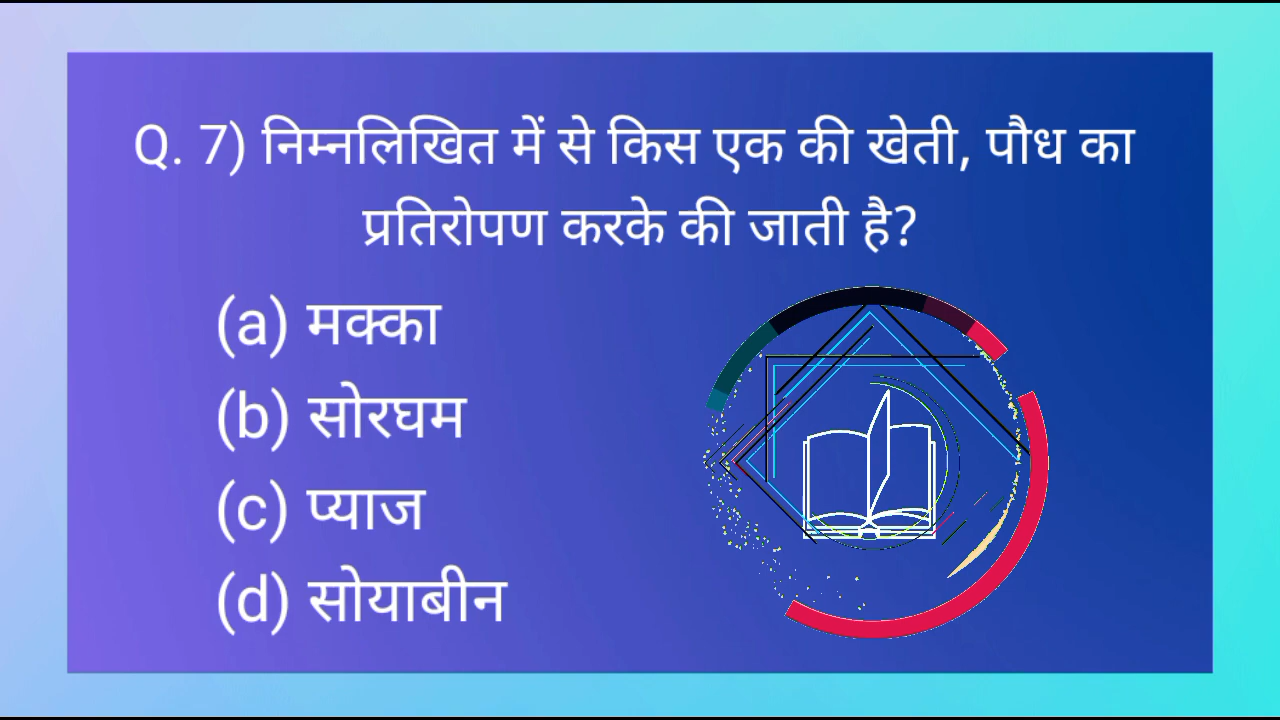 Q. 7) निम्नलिखित में से किस एक की खेती, पौध का
प्रतिरोपण करके की जाती है?
(a) मक्का
(b) सोरघम
(c) प्याज
(d) सोयाबीन